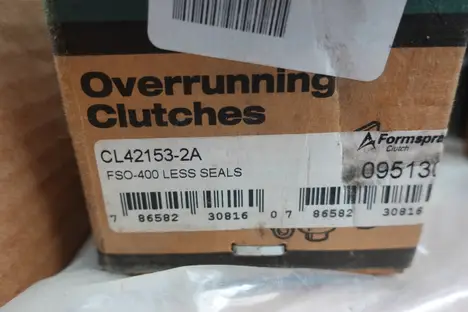 Overrunning
Clutches
CL42153-2A
FSO-400 LESS SEALS
Formspra
Clutch
09513
7 86582 30816 0 7 86582 30816